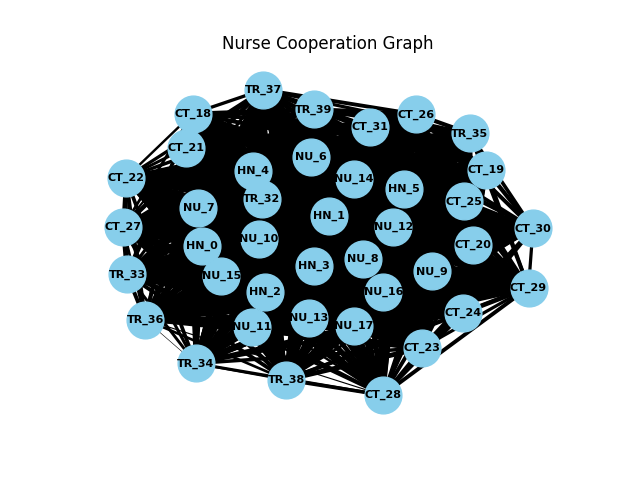 Nurse Cooperation Graph
TR_37
TR_39
CT_18
CT_26
CT_31
TR_35
CT_21
NU_6
HN_4
CT_19
CT_22
NU_14
HN_5
TR_32
CT_25
NU_7
HN_1
CT_27
NU_12
CT_30
NU_10
HN_0
CT_20
NU_8
HN_3
NU_9
TR_33
NU_15
CT_29
HN_2
NU_16
CT_24
NU_13
TR_36
NU_17
NU_11
CT_23
TR_34
TR_38
CT_28